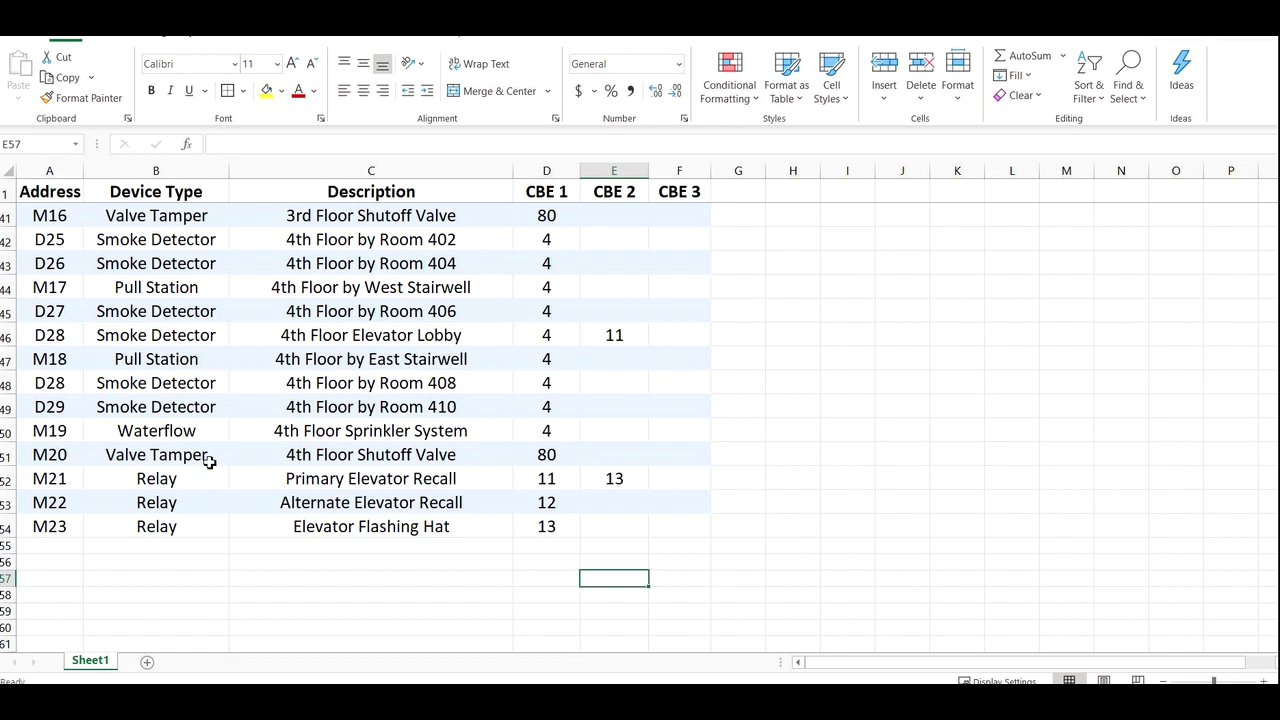 Cut
Copy
Format Painter
Paste
Clipboard
Calibri 11
B I U
Font
Wrap Text
Merge & Center
Alignment
General
$ % ,
Number
Conditional Formatting
Format as Table
Cell Styles
Styles
Insert
Delete
Format
Cells
AutoSum
Fill
Clear
Sort & Filter
Find & Select
Editing
Ideas
Ideas
E57 fx
A B C D E F G H I J K L M N O P
1 Address Device Type Description CBE 1 CBE 2 CBE 3
41 M16 Valve Tamper 3rd Floor Shutoff Valve 80
42 D25 Smoke Detector 4th Floor by Room 402 4
43 D26 Smoke Detector 4th Floor by Room 404 4
44 M17 Pull Station 4th Floor by West Stairwell 4
45 D27 Smoke Detector 4th Floor by Room 406 4
46 D28 Smoke Detector 4th Floor Elevator Lobby 4 11
47 M18 Pull Station 4th Floor by East Stairwell 4
48 D28 Smoke Detector 4th Floor by Room 408 4
49 D29 Smoke Detector 4th Floor by Room 410 4
50 M19 Waterflow 4th Floor Sprinkler System 4
51 M20 Valve Tamper 4th Floor Shutoff Valve 80
52 M21 Relay Primary Elevator Recall 11 13
53 M22 Relay Alternate Elevator Recall 12
54 M23 Relay Elevator Flashing Hat 13
55
56
57
58
59
60
61
Sheet1
Ready
Display Settings